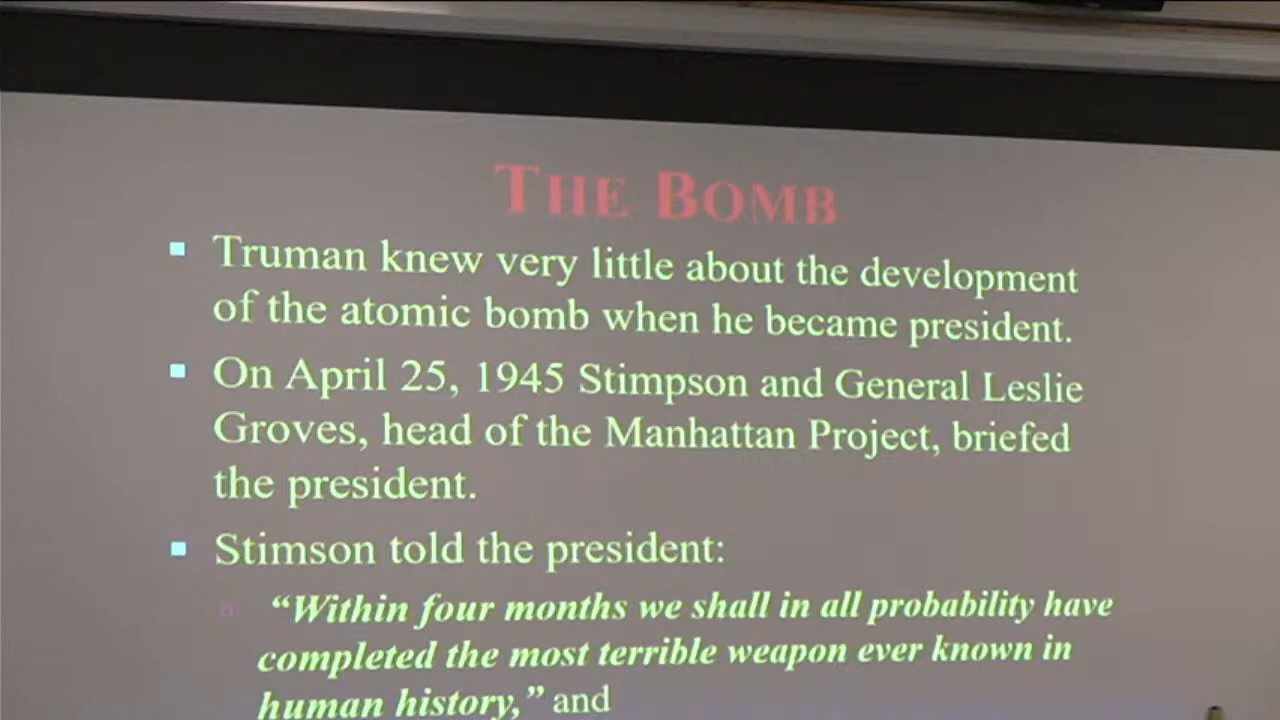 THE BOMB
Truman knew very little about the development
of the atomic bomb when he became president.
On April 25, 1945 Stimpson and General Leslie
Groves, head of the Manhattan Project, briefed
the president.
Stimson told the president:
“Within four months we shall in all probability have
completed the most terrible weapon ever known in
human history,” and